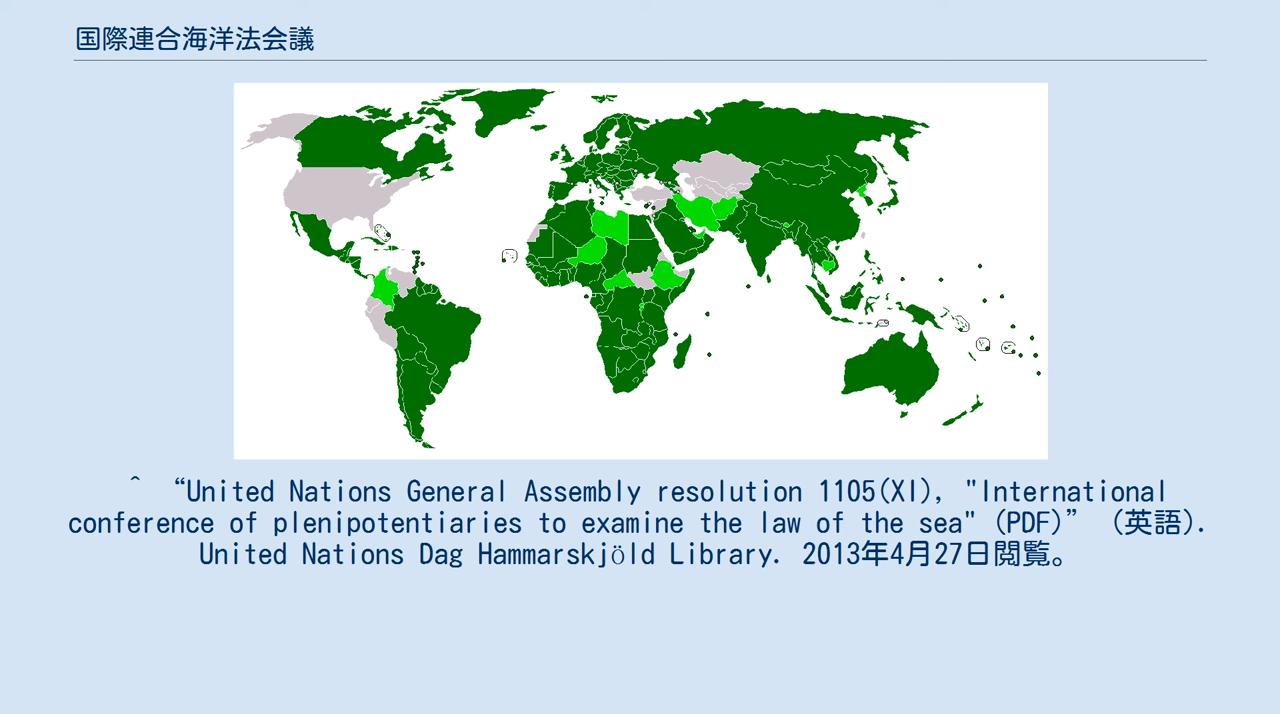 国際連合海洋法会議
^ “United Nations General Assembly resolution 1105(XI), "International
conference of plenipotentiaries to examine the law of the sea" (PDF)” （英語).
United Nations Dag Hammarskjöld Library. 2013年4月27日閲覧。